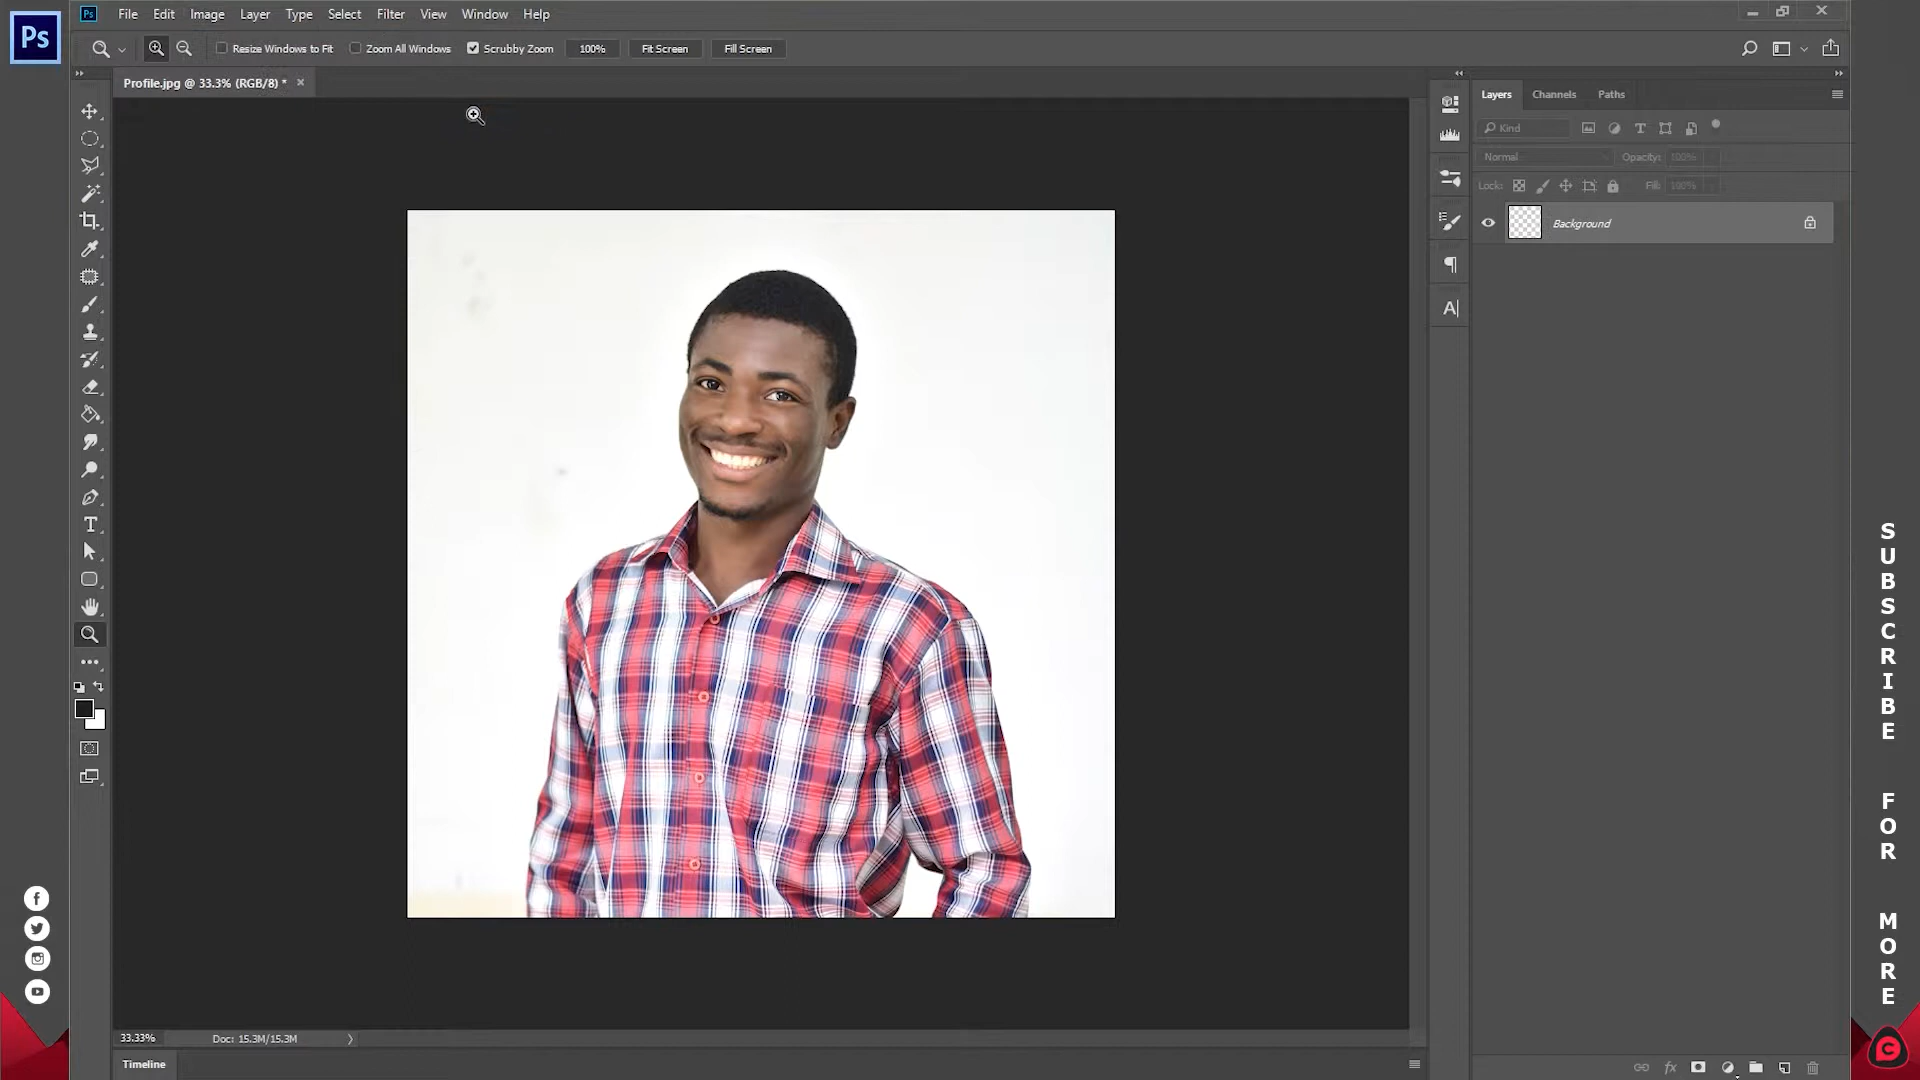 Ps
Ps File Edit Image Layer Type Select Filter View Window Help
Resize Windows to Fit Zoom All Windows Scrubby Zoom 100% Fit Screen Fill Screen
Profile.jpg @ 33.3% (RGB/8) * ×
Layers Channels Paths
Kind
Normal Opacity: 100%
Lock: Fill: 100%
Background
33.33% Doc: 15.3M/15.3M
Timeline
SUBSCRIBE
FOR
MORE